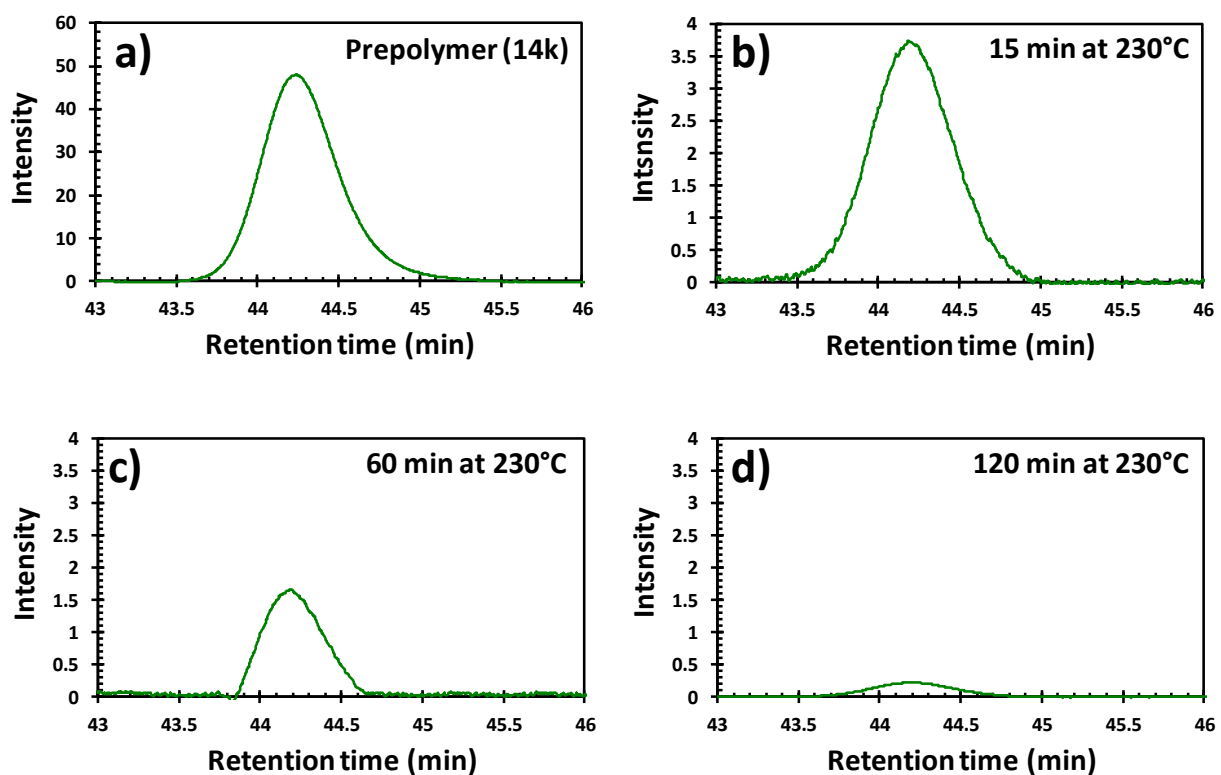 a) Prepolymer (14k)
60
50
40
30
20
10
0
Intensity
43 43.5 44 44.5 45 45.5 46
Retention time (min)
b) 15 min at 230°C
4
3.5
3
2.5
2
1.5
1
0.5
0
Intsnsity
43 43.5 44 44.5 45 45.5 46
Retention time (min)
c) 60 min at 230°C
4
3.5
3
2.5
2
1.5
1
0.5
0
Intensity
43 43.5 44 44.5 45 45.5 46
Retention time (min)
d) 120 min at 230°C
4
3.5
3
2.5
2
1.5
1
0.5
0
Intsnsity
43 43.5 44 44.5 45 45.5 46
Retention time (min)